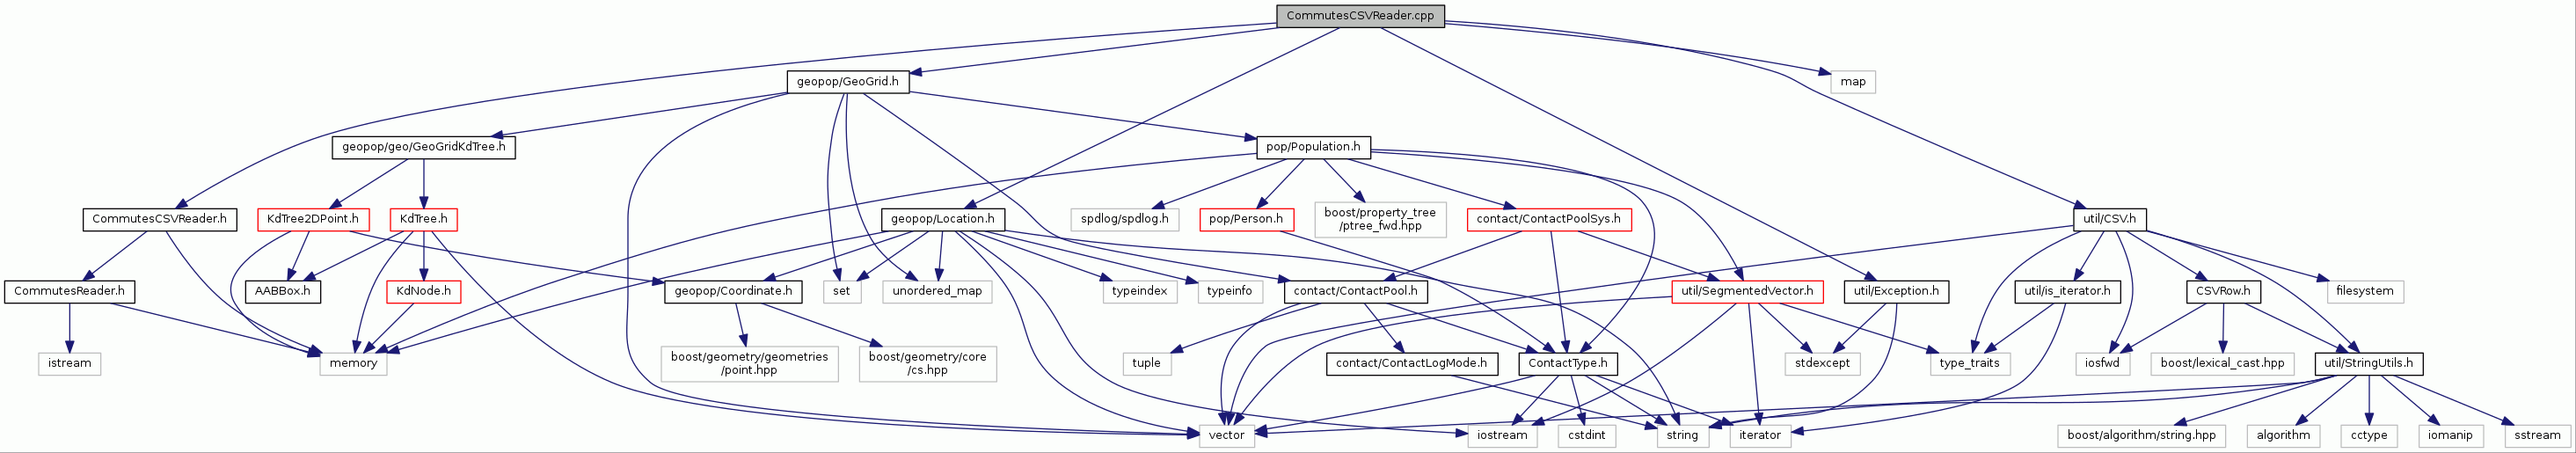 CommutesCSVReader.cpp
geopop/GeoGrid.h
map
geopop/geo/GeoGridKdTree.h
pop/Population.h
CommutesCSVReader.h
KdTree2DPoint.h
KdTree.h
geopop/Location.h
spdlog/spdlog.h
pop/Person.h
boost/property_tree
/ptree_fwd.hpp
contact/ContactPoolSys.h
util/CSV.h
CommutesReader.h
AABBox.h
KdNode.h
geopop/Coordinate.h
set
unordered_map
typeindex
typeinfo
contact/ContactPool.h
util/SegmentedVector.h
util/Exception.h
util/is_iterator.h
CSVRow.h
filesystem
istream
memory
boost/geometry/geometries
/point.hpp
boost/geometry/core
/cs.hpp
tuple
contact/ContactLogMode.h
ContactType.h
stdexcept
type_traits
iosfwd
boost/lexical_cast.hpp
util/StringUtils.h
vector
iostream
cstdint
string
iterator
boost/algorithm/string.hpp
algorithm
cctype
iomanip
sstream